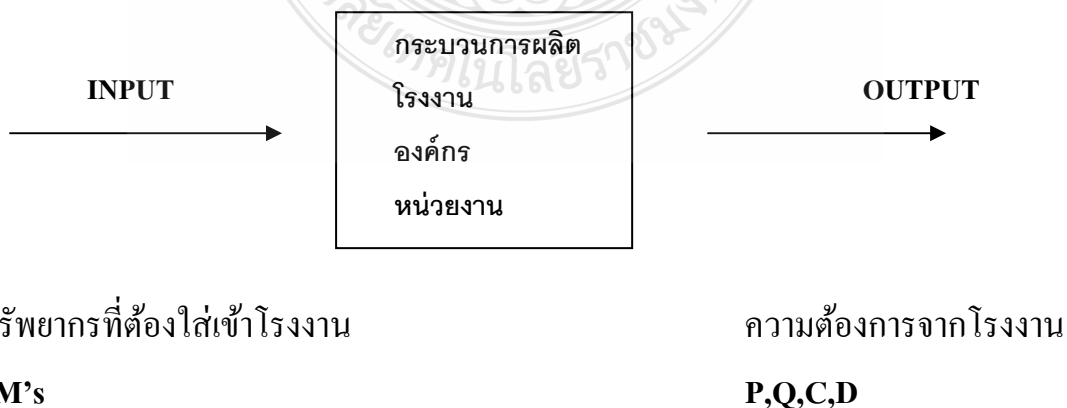 กระบวนการผลิต
INPUT
โรงงาน
OUTPUT
องค์กร
หน่วยงาน
รัพยากรที่ต้องใส่เข้าโรงงาน
ความต้องการจากโรงงาน
M's
P,Q,C,D